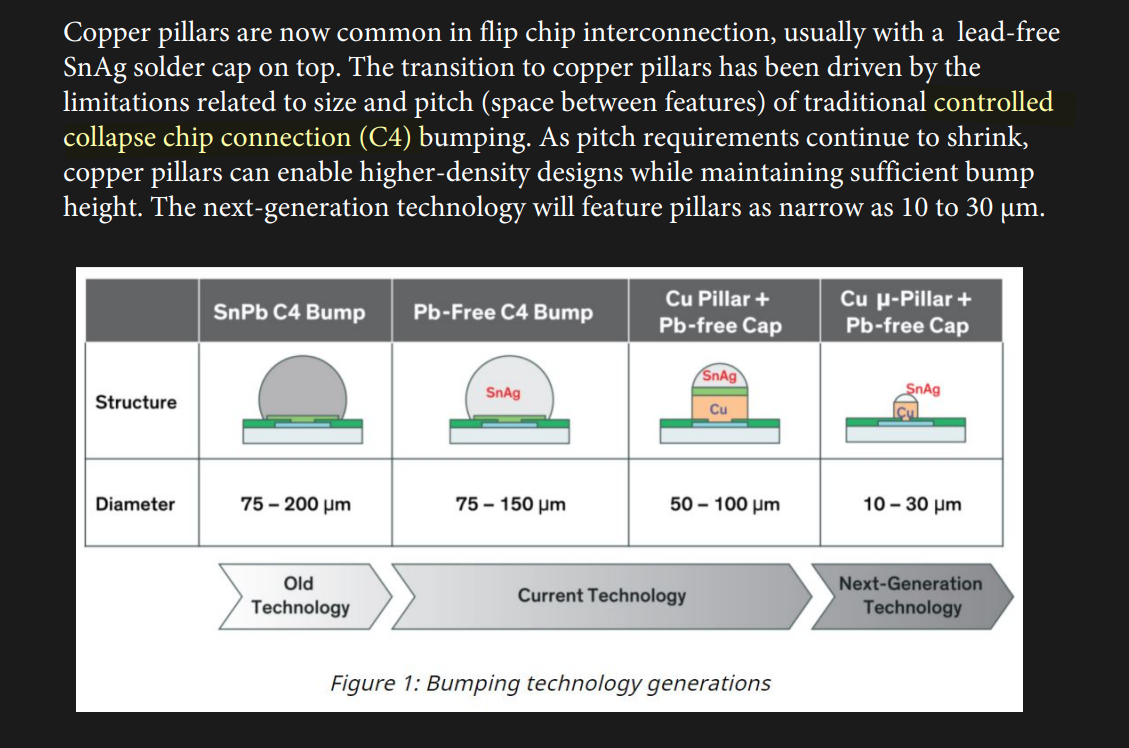 Copper pillars are now common in flip chip interconnection, usually with a lead-free
SnAg solder cap on top. The transition to copper pillars has been driven by the
limitations related to size and pitch (space between features) of traditional controlled
collapse chip connection (C4) bumping. As pitch requirements continue to shrink,
copper pillars can enable higher-density designs while maintaining sufficient bump
height. The next-generation technology will feature pillars as narrow as 10 to 30 μm.
SnPb C4 Bump
Pb-Free C4 Bump
Cu Pillar +
Pb-free Cap
Cu μ-Pillar +
Pb-free Cap
Structure
SnAg
SnAg
Cu
SnAg
Cu
Diameter
75 – 200 μm
75 – 150 μm
50 – 100 μm
10 – 30 μm
Old
Technology
Current Technology
Next-Generation
Technology
Figure 1: Bumping technology generations